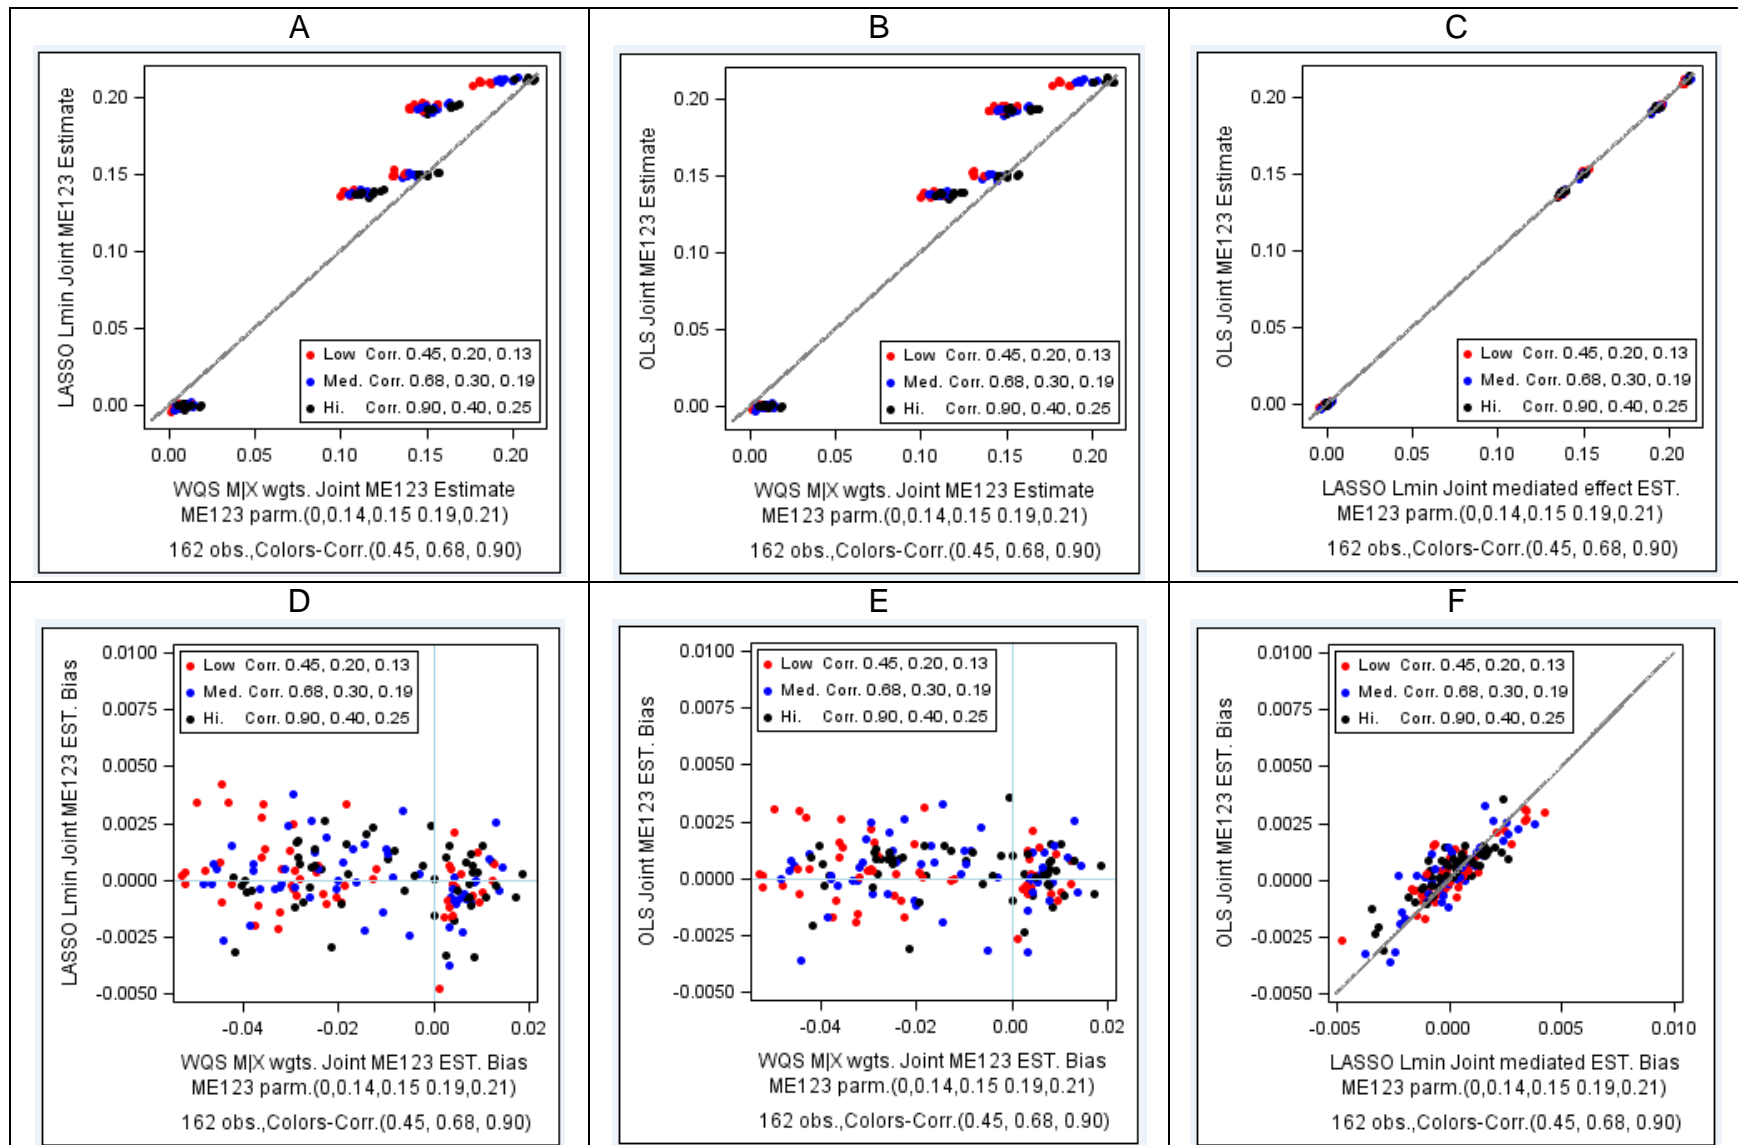 A
LASSO Lmin Joint ME123 Estimate
0.20
0.15
0.10
0.05
0.00
Low Corr. 0.45, 0.20, 0.13
Med. Corr. 0.68, 0.30, 0.19
Hi. Corr. 0.90, 0.40, 0.25
0.00 0.05 0.10 0.15 0.20
WQS M|X wgts. Joint ME123 Estimate
ME123 parm.(0,0.14,0.15 0.19,0.21)
162 obs.,Colors-Corr.(0.45, 0.68, 0.90)
B
OLS Joint ME123 Estimate
0.20
0.15
0.10
0.05
0.00
Low Corr. 0.45, 0.20, 0.13
Med. Corr. 0.68, 0.30, 0.19
Hi. Corr. 0.90, 0.40, 0.25
0.00 0.05 0.10 0.15 0.20
WQS M|X wgts. Joint ME123 Estimate
ME123 parm.(0,0.14,0.15 0.19,0.21)
162 obs.,Colors-Corr.(0.45, 0.68, 0.90)
C
OLS Joint ME123 Estimate
0.20
0.15
0.10
0.05
0.00
Low Corr. 0.45, 0.20, 0.13
Med. Corr. 0.68, 0.30, 0.19
Hi. Corr. 0.90, 0.40, 0.25
0.00 0.05 0.10 0.15 0.20
LASSO Lmin Joint mediated effect EST.
ME123 parm.(0,0.14,0.15 0.19,0.21)
162 obs.,Colors-Corr.(0.45, 0.68, 0.90)
D
LASSO Lmin Joint ME123 EST. Bias
0.0100
0.0075
0.0050
0.0025
0.0000
-0.0025
-0.0050
Low Corr. 0.45, 0.20, 0.13
Med. Corr. 0.68, 0.30, 0.19
Hi. Corr. 0.90, 0.40, 0.25
-0.04 -0.02 0.00 0.02
WQS M|X wgts. Joint ME123 EST. Bias
ME123 parm.(0,0.14,0.15 0.19,0.21)
162 obs.,Colors-Corr.(0.45, 0.68, 0.90)
E
OLS Joint ME123 EST. Bias
0.0100
0.0075
0.0050
0.0025
0.0000
-0.0025
-0.0050
Low Corr. 0.45, 0.20, 0.13
Med. Corr. 0.68, 0.30, 0.19
Hi. Corr. 0.90, 0.40, 0.25
-0.04 -0.02 0.00 0.02
WQS M|X wgts. Joint ME123 EST. Bias
ME123 parm.(0,0.14,0.15 0.19,0.21)
162 obs.,Colors-Corr.(0.45, 0.68, 0.90)
F
OLS Joint ME123 EST. Bias
0.0100
0.0075
0.0050
0.0025
0.0000
-0.0025
-0.0050
Low Corr. 0.45, 0.20, 0.13
Med. Corr. 0.68, 0.30, 0.19
Hi. Corr. 0.90, 0.40, 0.25
-0.005 0.000 0.005 0.010
LASSO Lmin Joint mediated EST. Bias
ME123 parm.(0,0.14,0.15 0.19,0.21)
162 obs.,Colors-Corr.(0.45, 0.68, 0.90)